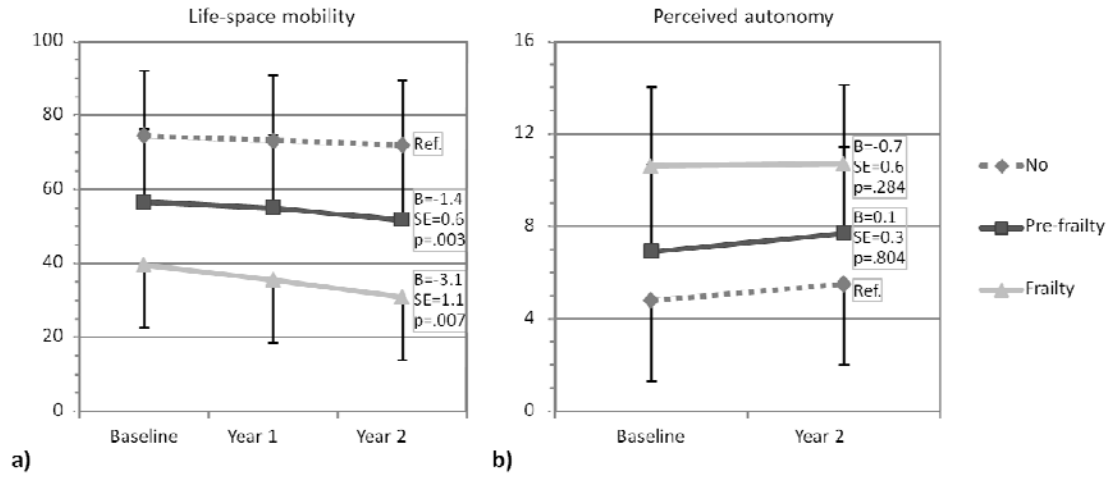 Life-space mobility
100
80
60
40
20
0
Ref.
B=-1.4
SE=0.6
p=.003
B=-3.1
SE=1.1
p=.007
Baseline
Year 1
Year 2
a)
Perceived autonomy
16
12
8
4
0
B=-0.7
SE=0.6
p=.284
B=0.1
SE=0.3
p=.804
Ref.
Baseline
Year 2
b)
No
Pre-frailty
Frailty